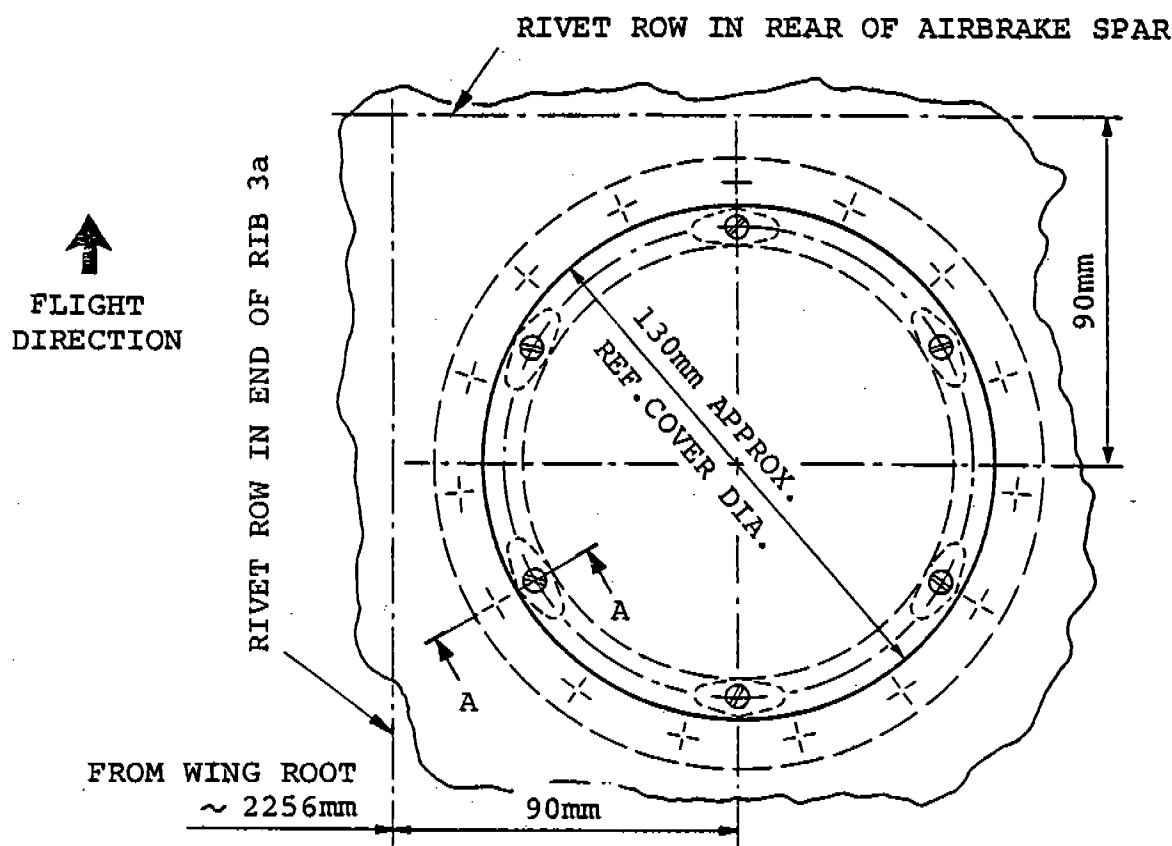 RIVET ROW IN REAR OF AIRBRAKE SPAR
RIVET ROW IN END OF RIB 3a
FLIGHT
DIRECTION
90mm
130mm APPROX.
REF.COVER DIA.
A
A
FROM WING ROOT
~ 2256mm
90mm